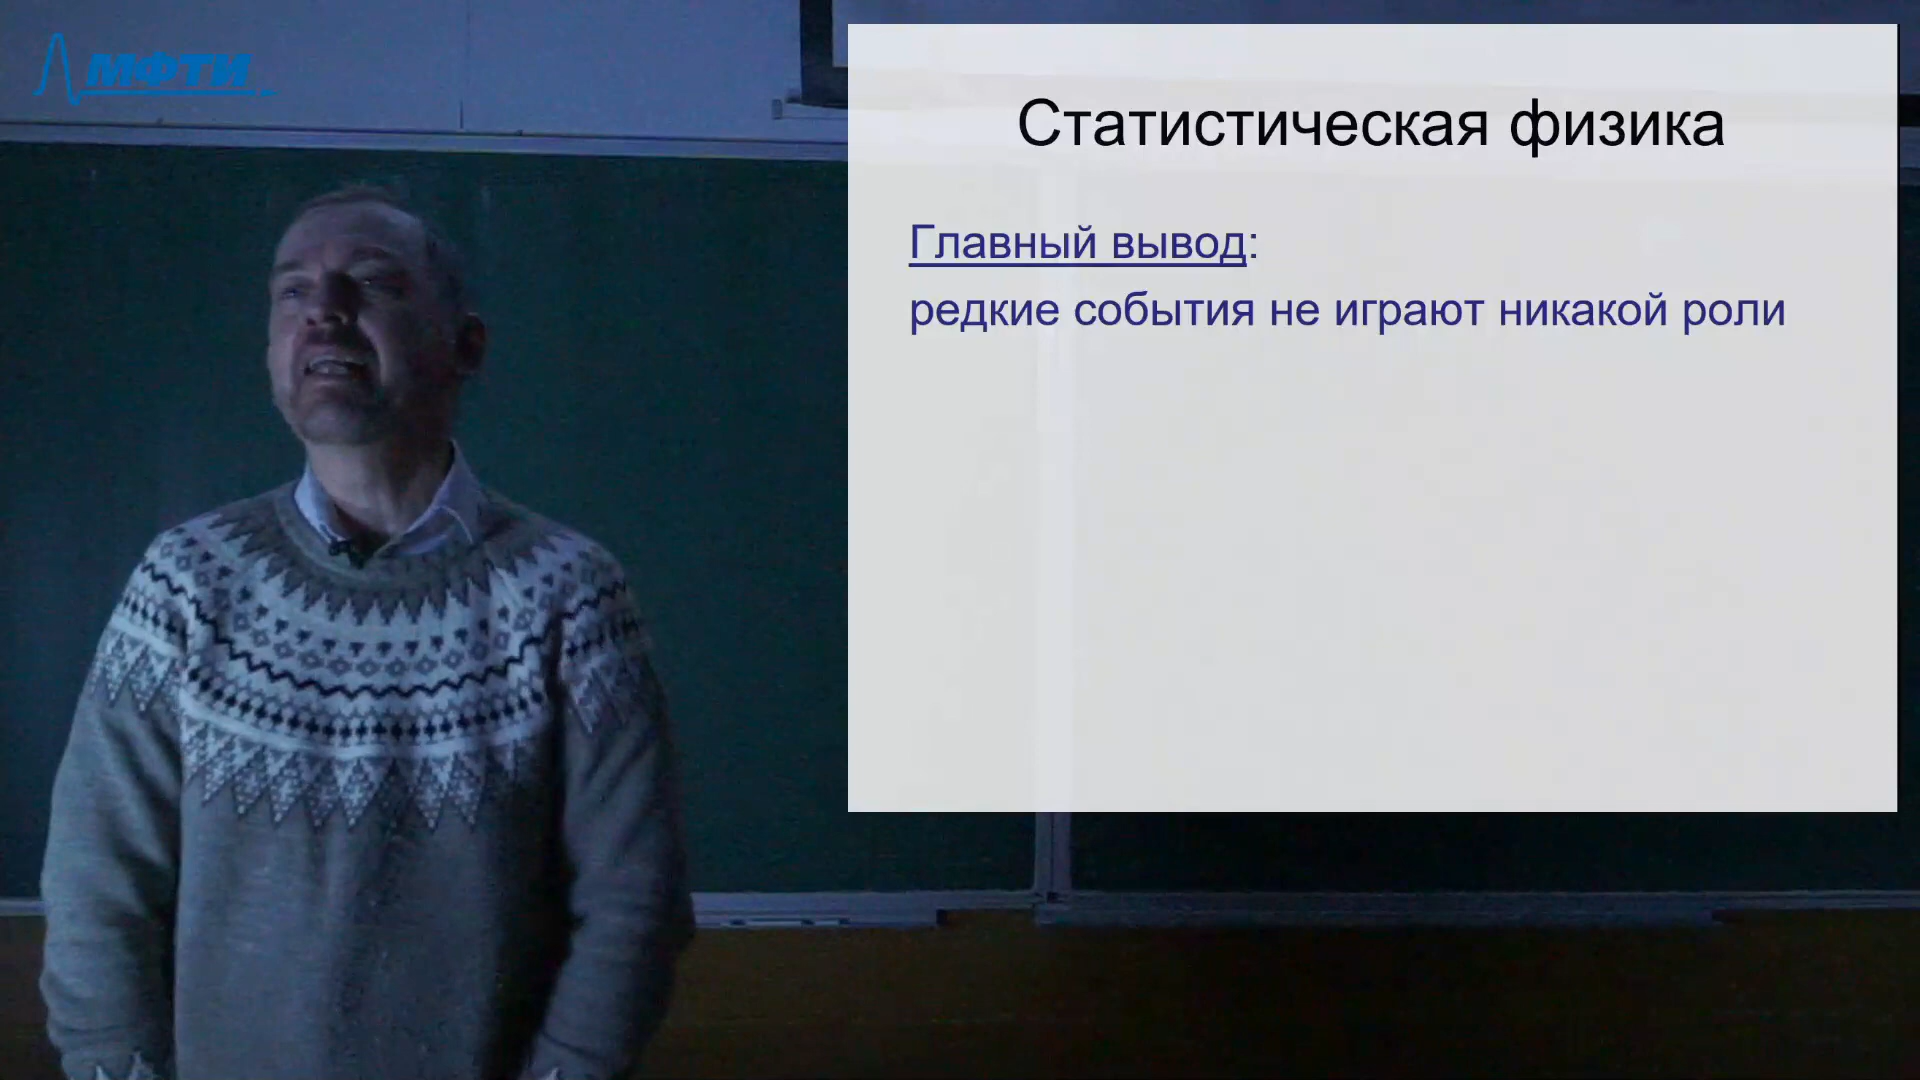 МФТИ
Статистическая физика
Главный вывод:
редкие события не играют никакой роли